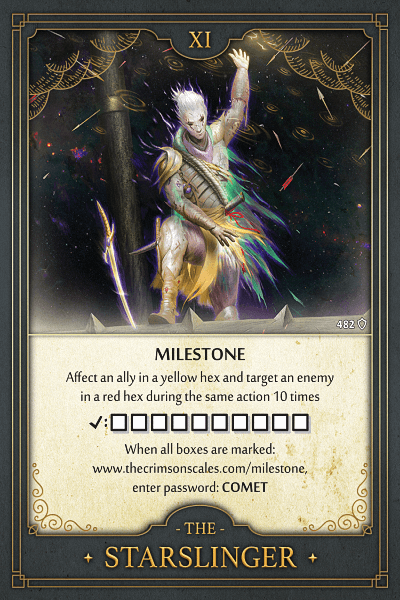 XI
482
MILESTONE
Affect an ally in a yellow hex and target an enemy
in a red hex during the same action 10 times
✓:□□□□□□□□□□
When all boxes are marked:
www.thecrimsonscales.com/milestone,
enter password: COMET
- THE -
STARSLINGER